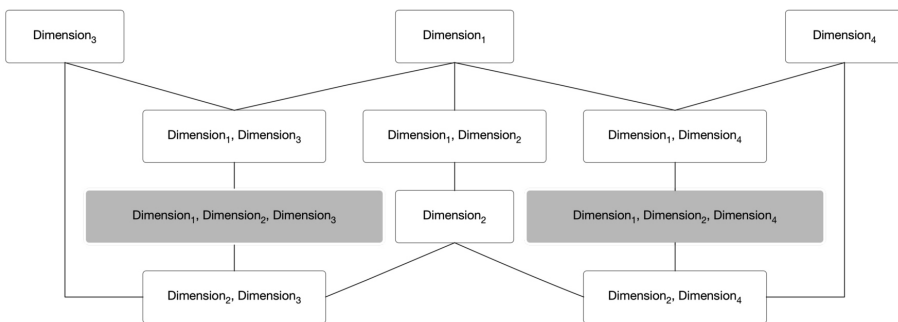 Dimension₃
Dimension₁
Dimension₄
Dimension₁, Dimension₃
Dimension₁, Dimension₂
Dimension₁, Dimension₄
Dimension₁, Dimension₂, Dimension₃
Dimension₂
Dimension₁, Dimension₂, Dimension₄
Dimension₂, Dimension₃
Dimension₂, Dimension₄